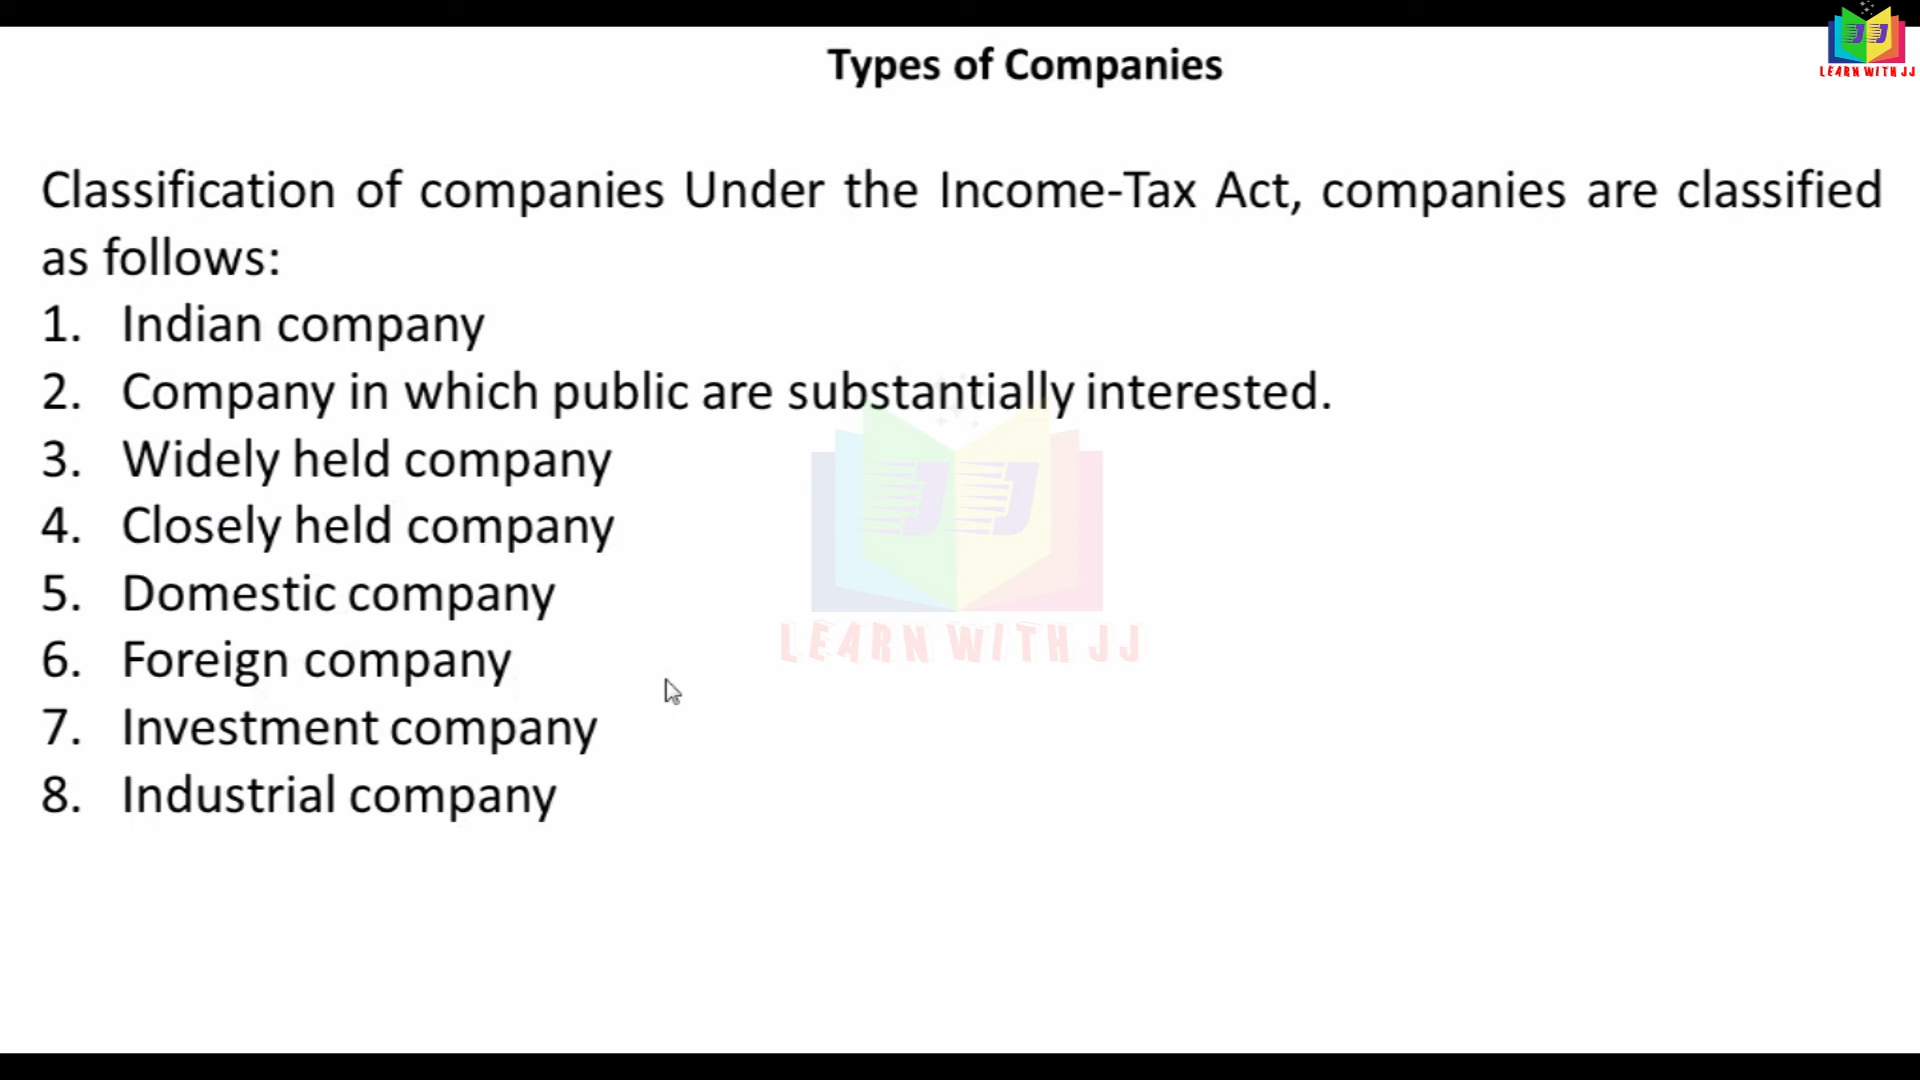 LEARN WITH JJ
Types of Companies
Classification of companies Under the Income-Tax Act, companies are classified
as follows:
1. Indian company
2. Company in which public are substantially interested.
3. Widely held company
4. Closely held company
5. Domestic company
6. Foreign company
7. Investment company
8. Industrial company
JJ
LEARN WITH JJ